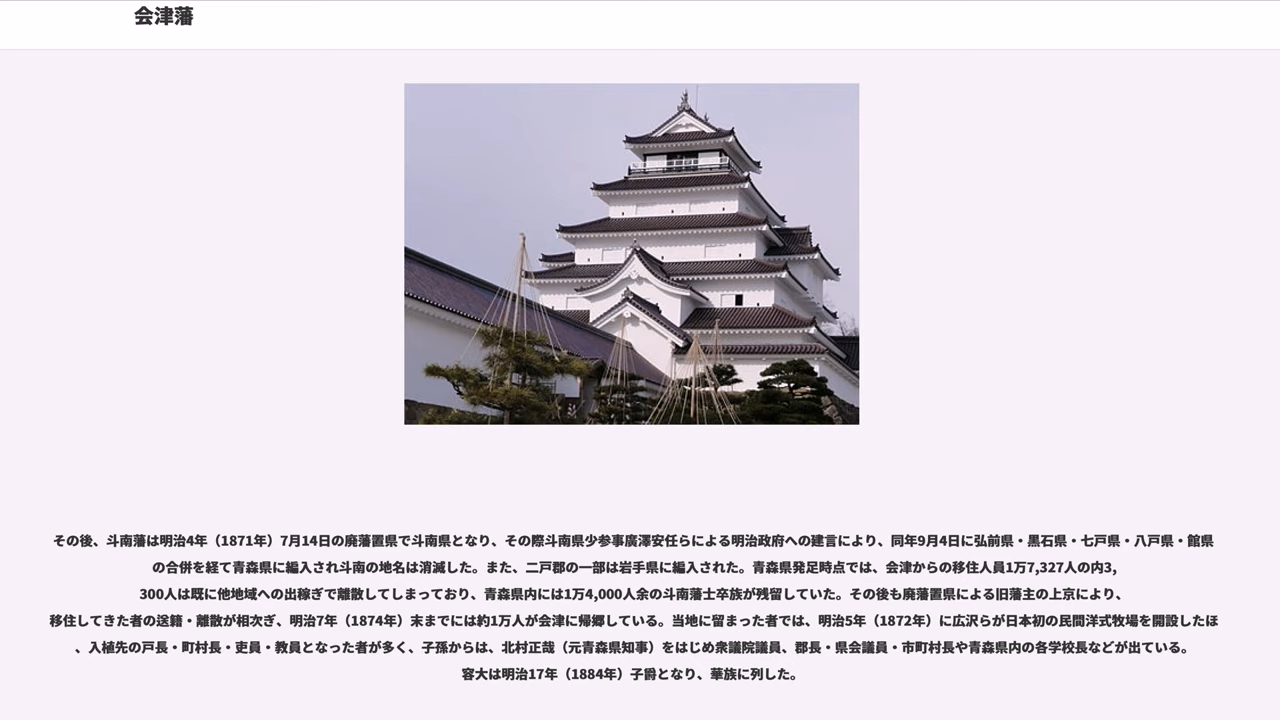 会津藩
その後、斗南藩は明治4年（1871年）7月14日の廃藩置県で斗南県となり、その際斗南県少参事廣澤安任らによる明治政府への建言により、同年9月4日に弘前県・黒石県・七戸県・八戸県・館県
の合併を経て青森県に編入され斗南の地名は消滅した。また、二戸郡の一部は岩手県に編入された。青森県発足時点では、会津からの移住人員1万7,327人の内3,
300人は既に他地域への出稼ぎで離散してしまっており、青森県内には1万4,000人余の斗南藩士卒族が残留していた。その後も廃藩置県による旧藩主の上京により、
移住してきた者の送籍・離散が相次ぎ、明治7年（1874年）末までには約1万人が会津に帰郷している。当地に留まった者では、明治5年（1872年）に広沢らが日本初の民間洋式牧場を開設したほ
、入植先の戸長・町村長・吏員・教員となった者が多く、子孫からは、北村正哉（元青森県知事）をはじめ衆議院議員、郡長・県会議員・市町村長や青森県内の各学校長などが出ている。
容大は明治17年（1884年）子爵となり、華族に列した。